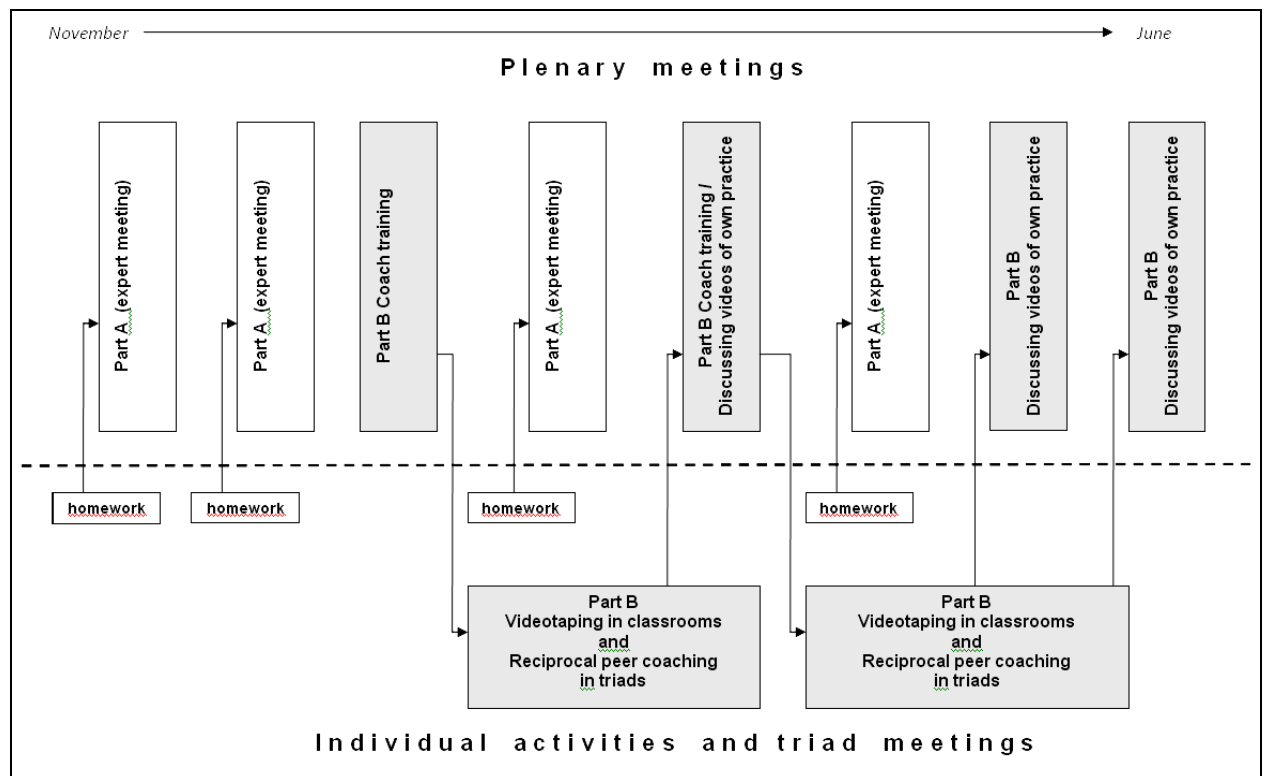 November
June
Plenary meetings
Part A (expert meeting)
Part A (expert meeting)
Part B Coach training
Part A (expert meeting)
Part B Coach training /
Discussing videos of own practice
Part A (expert meeting)
Part B
Discussing videos of own practice
Part B
Discussing videos of own practice
homework
homework
homework
homework
Part B
Videotaping in classrooms
and
Reciprocal peer coaching
in triads
Part B
Videotaping in classrooms
and
Reciprocal peer coaching
in triads
Individual activities and triad meetings